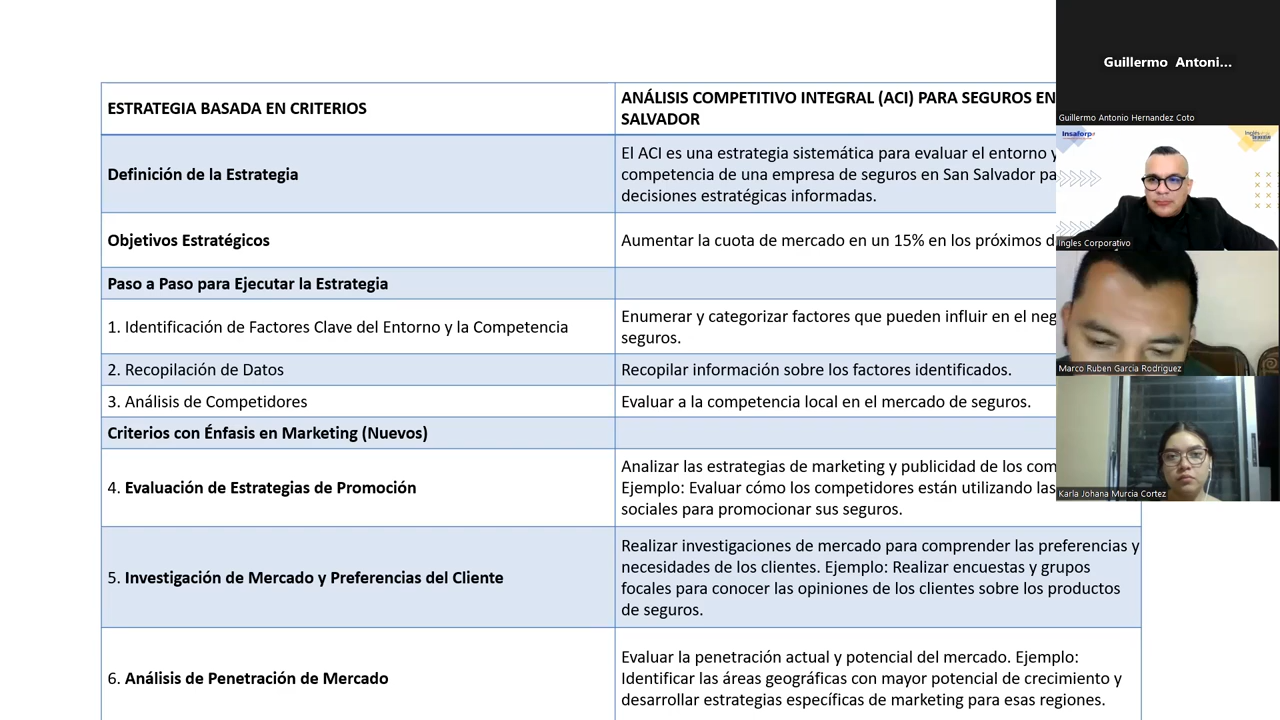 ESTRATEGIA BASADA EN CRITERIOS
ANÁLISIS COMPETITIVO INTEGRAL (ACI) PARA SEGUROS EN
SALVADOR
Definición de la Estrategia
El ACI es una estrategia sistemática para evaluar el entorno y
competencia de una empresa de seguros en San Salvador pa
decisiones estratégicas informadas.
Objetivos Estratégicos
Aumentar la cuota de mercado en un 15% en los próximos d
Paso a Paso para Ejecutar la Estrategia
1. Identificación de Factores Clave del Entorno y la Competencia
Enumerar y categorizar factores que pueden influir en el neg
seguros.
2. Recopilación de Datos
Recopilar información sobre los factores identificados.
3. Análisis de Competidores
Evaluar a la competencia local en el mercado de seguros.
Criterios con Énfasis en Marketing (Nuevos)
4. Evaluación de Estrategias de Promoción
Analizar las estrategias de marketing y publicidad de los com
Ejemplo: Evaluar cómo los competidores están utilizando las
sociales para promocionar sus seguros.
5. Investigación de Mercado y Preferencias del Cliente
Realizar investigaciones de mercado para comprender las preferencias y
necesidades de los clientes. Ejemplo: Realizar encuestas y grupos
focales para conocer las opiniones de los clientes sobre los productos
de seguros.
6. Análisis de Penetración de Mercado
Evaluar la penetración actual y potencial del mercado. Ejemplo:
Identificar las áreas geográficas con mayor potencial de crecimiento y
desarrollar estrategias específicas de marketing para esas regiones.
Guillermo Antoni...
Guillermo Antonio Hernandez Coto
Insaforp
Ingles Corporativo
Marco Ruben Garcia Rodriguez
Karla Johana Murcia Cortez